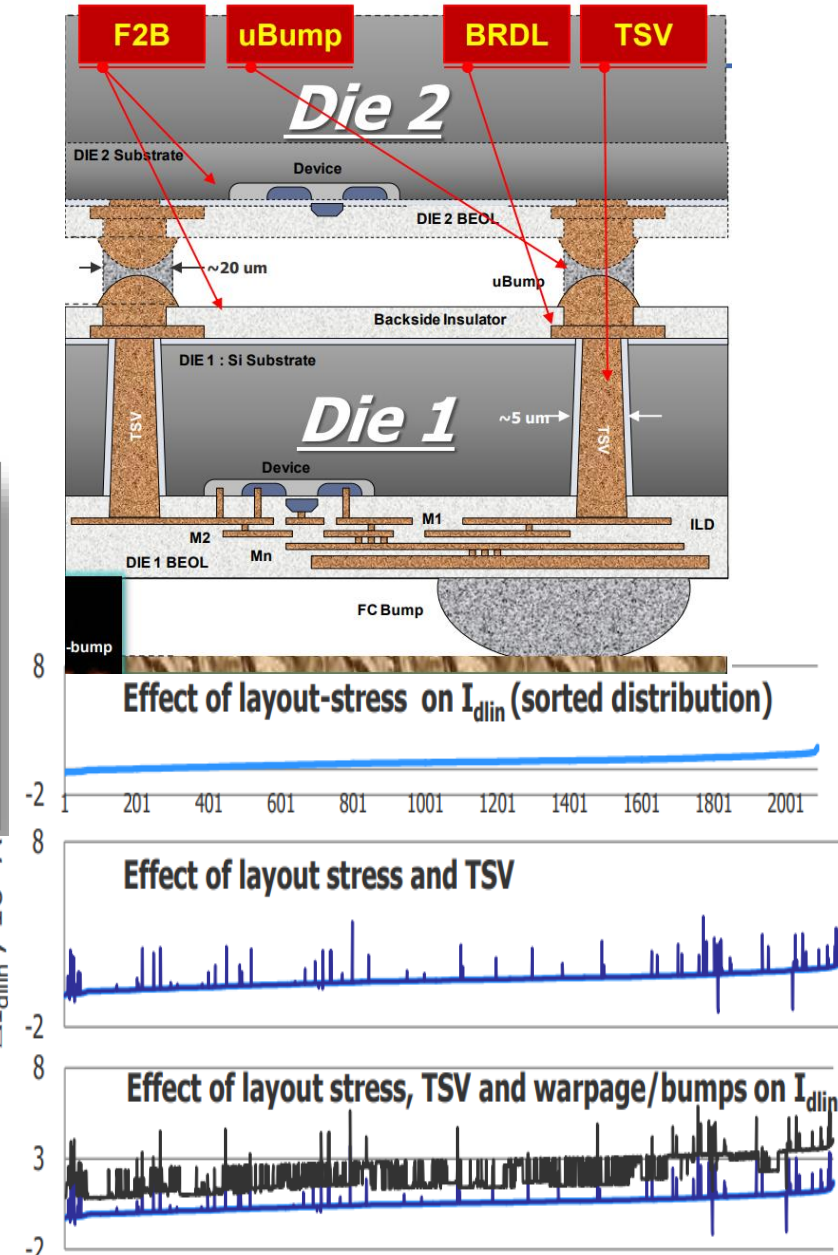 F2B uBump BRDL TSV
Die 2
DIE 2 Substrate
Device
DIE 2 BEOL
~20 um
uBump
Backside Insulator
DIE 1 : Si Substrate
Die 1
~5 um
TSV
TSV
Device
M1
ILD
M2
Mn
DIE 1 BEOL
FC Bump
-bump
8
Effect of layout-stress on Idlin (sorted distribution)
-2
1 201 401 601 801 1001 1201 1401 1601 1801 2001
8
Effect of layout stress and TSV
-2
8
Effect of layout stress, TSV and warpage/bumps on Idlin
3
-2